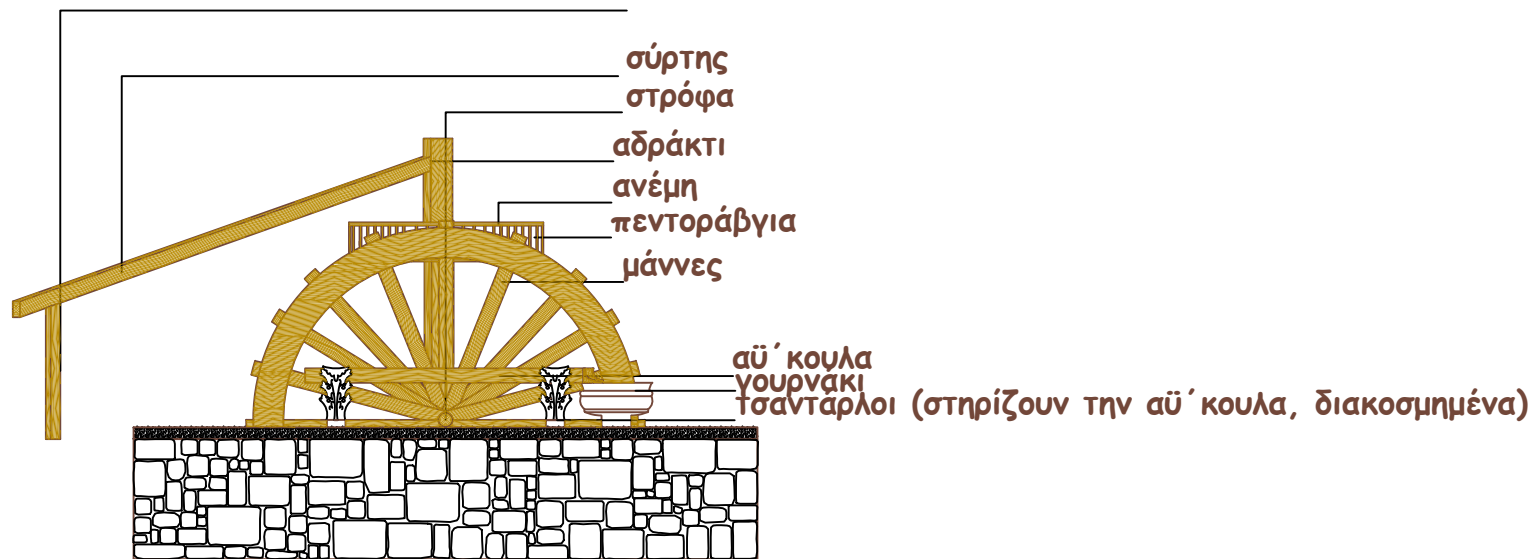 σύρτης
στρόφα
αδράκτι
ανέμη
πεντοράβγια
μάννες
αϋ΄κουλα
γουρνάκι
τσαντάρλοι (στηρίζουν την αϋ΄κουλα, διακοσμημένα)